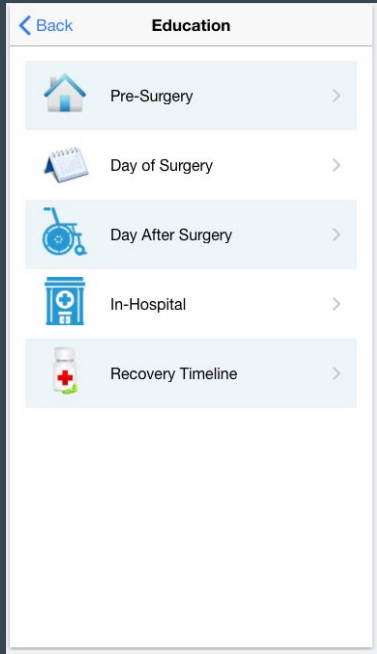 Back
Education
Pre-Surgery
Day of Surgery
Day After Surgery
In-Hospital
Recovery Timeline